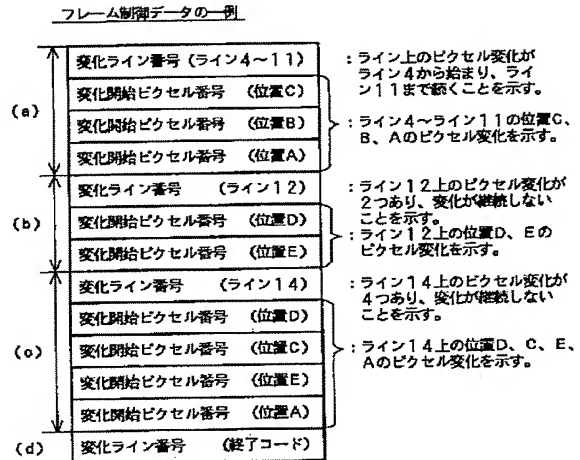 フレーム制御データの一例
(a)
変化ライン番号 (ライン4～11)
変化開始ピクセル番号 (位置C)
変化開始ピクセル番号 (位置B)
変化開始ピクセル番号 (位置A)
：ライン上のピクセル変化が
ライン4から始まり、ライ
ン11まで続くことを示す。
：ライン4～ライン11の位置C、
B、Aのピクセル変化を示す。
(b)
変化ライン番号 (ライン12)
変化開始ピクセル番号 (位置D)
変化開始ピクセル番号 (位置E)
：ライン12上のピクセル変化が
2つあり、変化が継続しない
ことを示す。
：ライン12上の位置D、Eの
ピクセル変化を示す。
(c)
変化ライン番号 (ライン14)
変化開始ピクセル番号 (位置D)
変化開始ピクセル番号 (位置C)
変化開始ピクセル番号 (位置E)
変化開始ピクセル番号 (位置A)
：ライン14上のピクセル変化が
4つあり、変化が継続しない
ことを示す。
：ライン14上の位置D、C、E、
Aのピクセル変化を示す。
(d)
変化ライン番号 (終了コード)